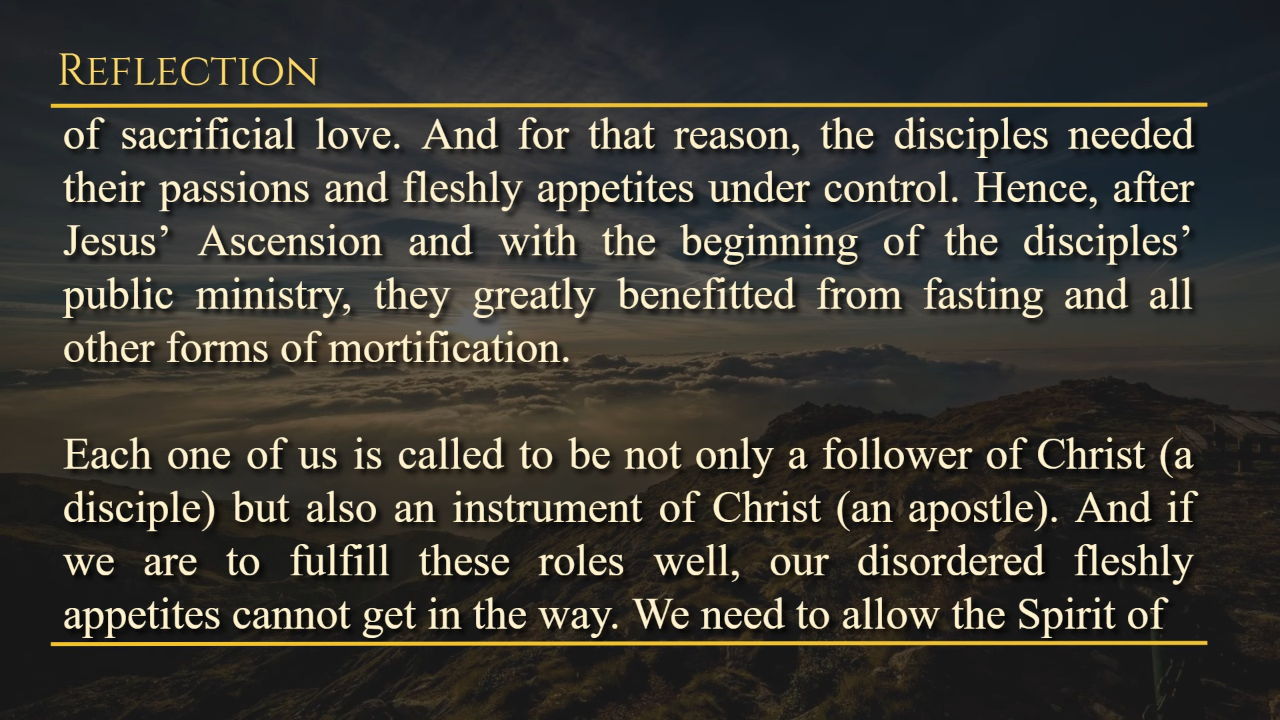 Reflection
of sacrificial love. And for that reason, the disciples needed
their passions and fleshly appetites under control. Hence, after
Jesus’ Ascension and with the beginning of the disciples’
public ministry, they greatly benefitted from fasting and all
other forms of mortification.
Each one of us is called to be not only a follower of Christ (a
disciple) but also an instrument of Christ (an apostle). And if
we are to fulfill these roles well, our disordered fleshly
appetites cannot get in the way. We need to allow the Spirit of